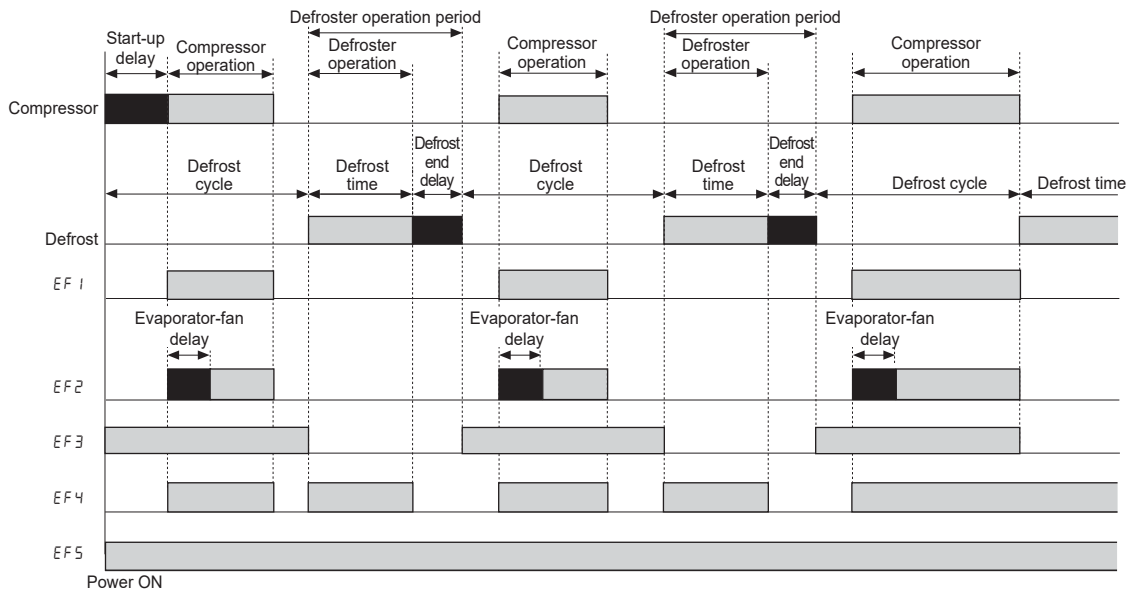 Defroster operation period
Defroster operation period
Start-up
delay
Compressor
operation
Defroster
operation
Compressor
operation
Defroster
operation
Compressor
operation
Compressor
Defrost
cycle
Defrost
time
Defrost
end
delay
Defrost
cycle
Defrost
time
Defrost
end
delay
Defrost cycle
Defrost time
Defrost
EF1
Evaporator-fan
delay
Evaporator-fan
delay
Evaporator-fan
delay
EF2
EF3
EF4
EF5
Power ON